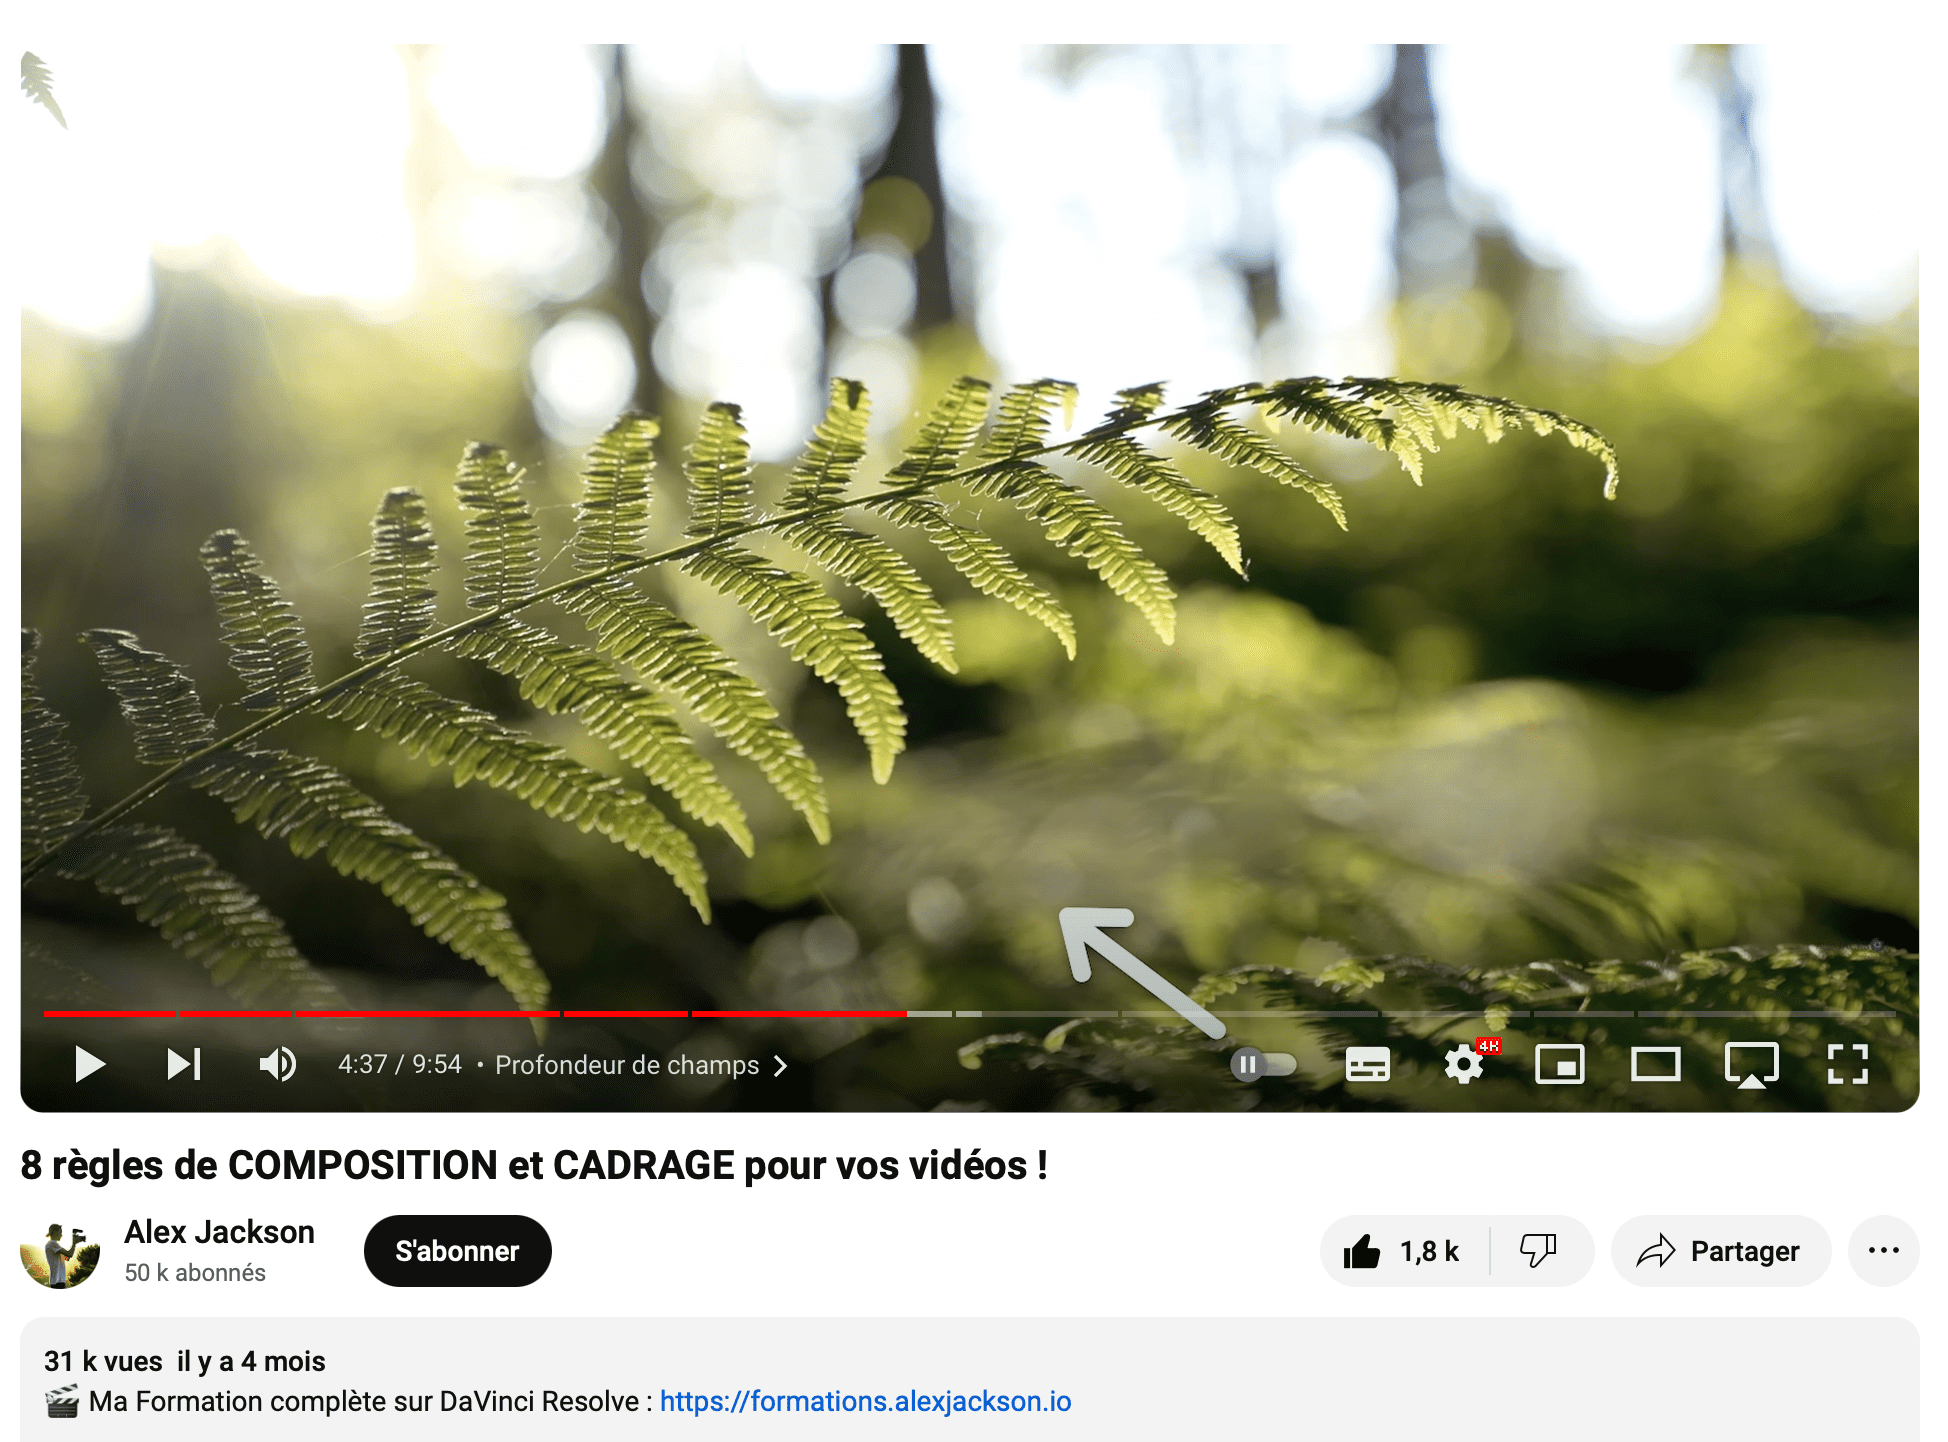 4:37 / 9:54 • Profondeur de champs
4K
8 règles de COMPOSITION et CADRAGE pour vos vidéos !
Alex Jackson
50 k abonnés
S'abonner
1,8 k
Partager
31 k vues il y a 4 mois
Ma Formation complète sur DaVinci Resolve : https://formations.alexjackson.io